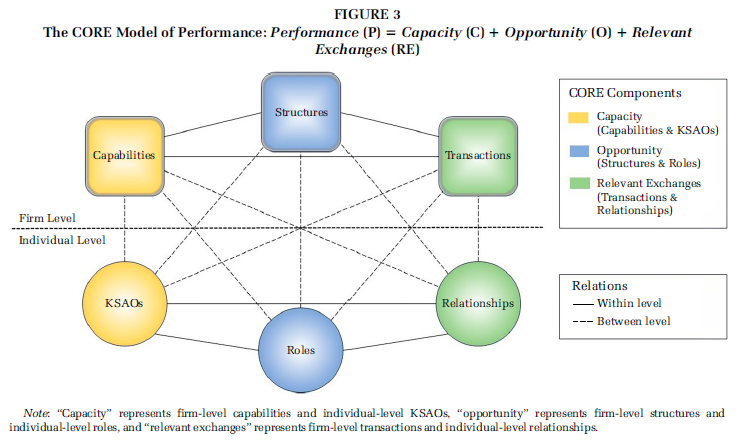 FIGURE 3
The CORE Model of Performance: Performance (P) = Capacity (C) + Opportunity (O) + Relevant
Exchanges (RE)
Structures
Capabilities
Transactions
Firm Level
Individual Level
KSAOs
Relationships
Roles
CORE Components
Capacity
(Capabilities & KSAOs)
Opportunity
(Structures & Roles)
Relevant Exchanges
(Transactions &
Relationships)
Relations
Within level
Between level
Note: “Capacity” represents firm-level capabilities and individual-level KSAOs, “opportunity” represents firm-level structures and
individual-level roles, and “relevant exchanges” represents firm-level transactions and individual-level relationships.